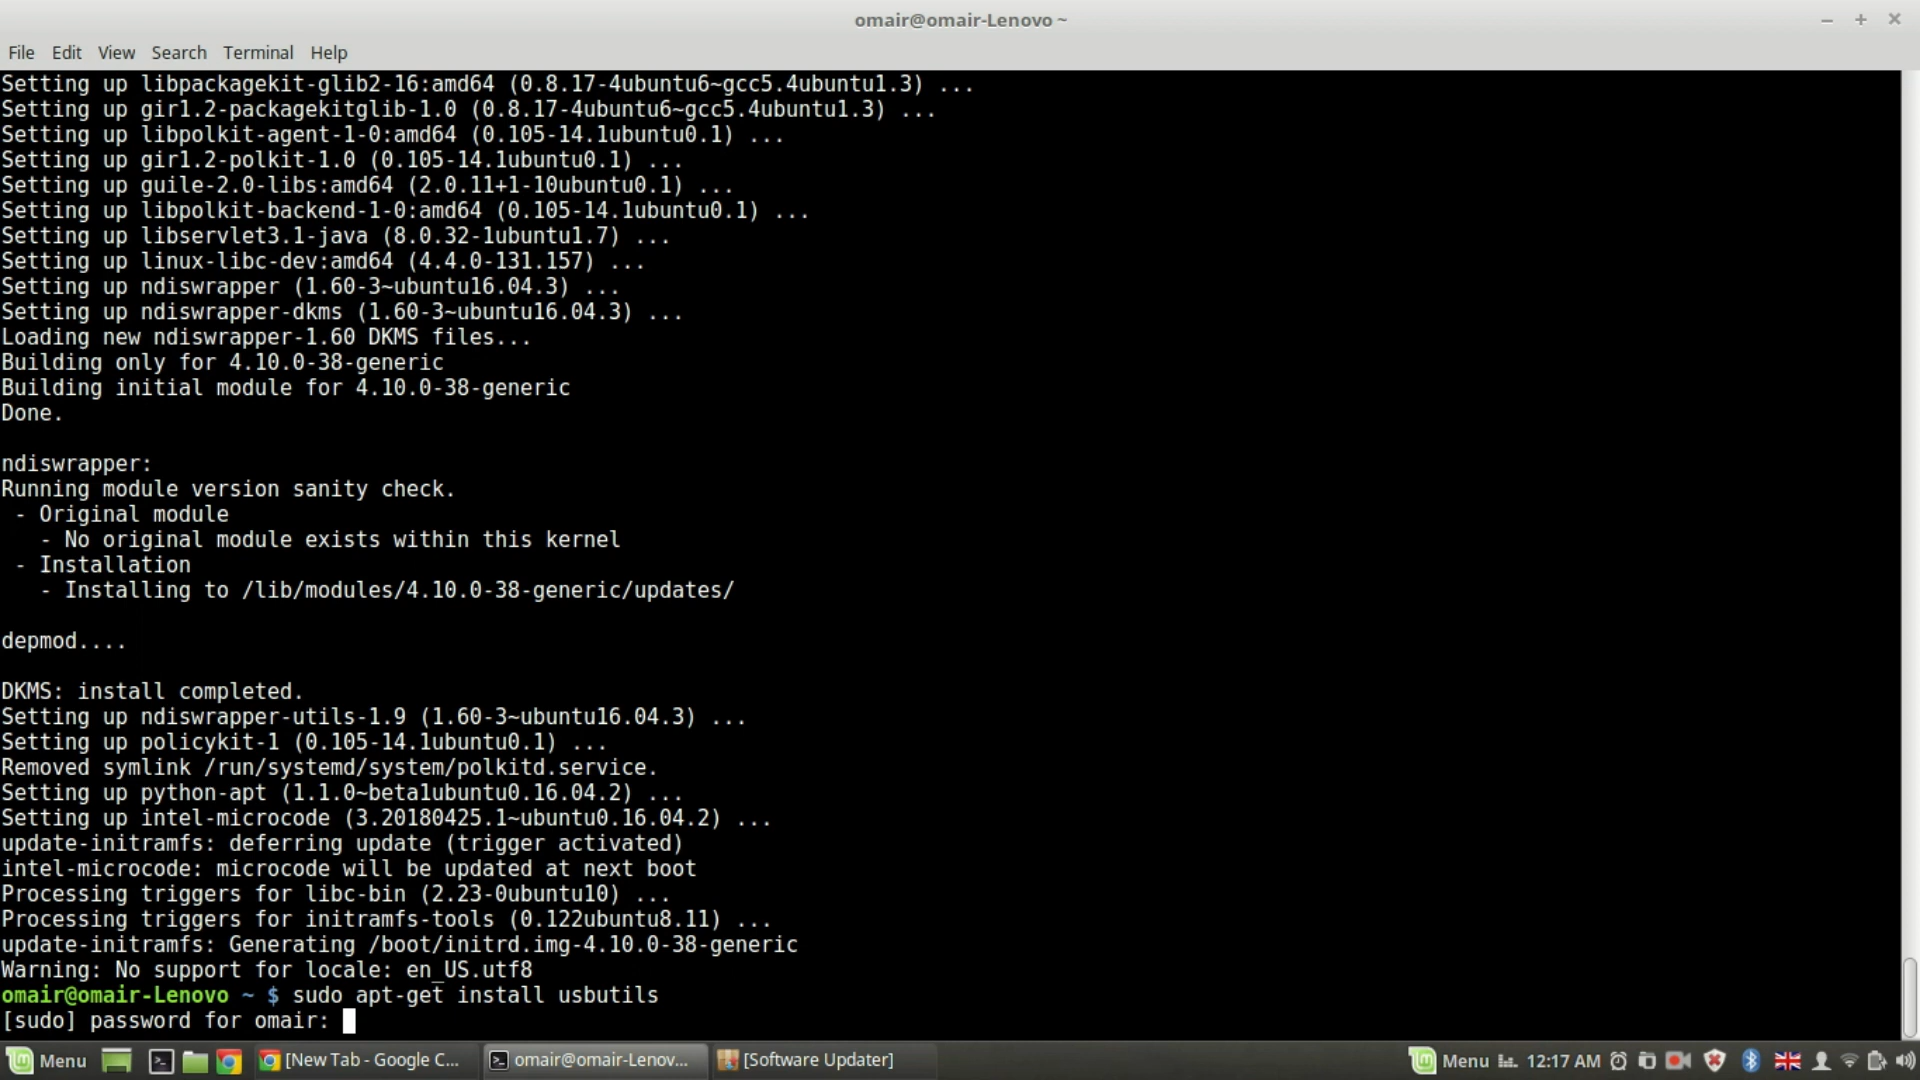 omair@omair-Lenovo ~
File Edit View Search Terminal Help
Setting up libpackagekit-glib2-16:amd64 (0.8.17-4ubuntu6~gcc5.4ubuntu1.3) ...
Setting up gir1.2-packagekitglib-1.0 (0.8.17-4ubuntu6~gcc5.4ubuntu1.3) ...
Setting up libpolkit-agent-1-0:amd64 (0.105-14.1ubuntu0.1) ...
Setting up gir1.2-polkit-1.0 (0.105-14.1ubuntu0.1) ...
Setting up guile-2.0-libs:amd64 (2.0.11+1-10ubuntu0.1) ...
Setting up libpolkit-backend-1-0:amd64 (0.105-14.1ubuntu0.1) ...
Setting up libservlet3.1-java (8.0.32-1ubuntu1.7) ...
Setting up linux-libc-dev:amd64 (4.4.0-131.157) ...
Setting up ndiswrapper (1.60-3~ubuntu16.04.3) ...
Setting up ndiswrapper-dkms (1.60-3~ubuntu16.04.3) ...
Loading new ndiswrapper-1.60 DKMS files...
Building only for 4.10.0-38-generic
Building initial module for 4.10.0-38-generic
Done.
ndiswrapper:
Running module version sanity check.
 - Original module
   - No original module exists within this kernel
 - Installation
   - Installing to /lib/modules/4.10.0-38-generic/updates/
depmod....
DKMS: install completed.
Setting up ndiswrapper-utils-1.9 (1.60-3~ubuntu16.04.3) ...
Setting up policykit-1 (0.105-14.1ubuntu0.1) ...
Removed symlink /run/systemd/system/polkitd.service.
Setting up python-apt (1.1.0~beta1ubuntu0.16.04.2) ...
Setting up intel-microcode (3.20180425.1~ubuntu0.16.04.2) ...
update-initramfs: deferring update (trigger activated)
intel-microcode: microcode will be updated at next boot
Processing triggers for libc-bin (2.23-0ubuntu10) ...
Processing triggers for initramfs-tools (0.122ubuntu8.11) ...
update-initramfs: Generating /boot/initrd.img-4.10.0-38-generic
Warning: No support for locale: en_US.utf8
omair@omair-Lenovo ~ $ sudo apt-get install usbutils
[sudo] password for omair:
Menu [New Tab - Google C... omair@omair-Lenov... [Software Updater] Menu 12:17 AM